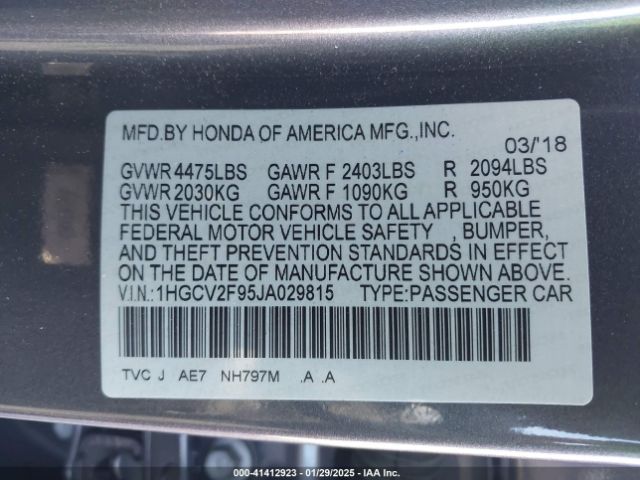 MFD.BY HONDA OF AMERICA MFG.,INC.
03/'18
GVWR 4475LBS GAWR F 2403LBS R 2094LBS
GVWR 2030KG GAWR F 1090KG R 950KG
THIS VEHICLE CONFORMS TO ALL APPLICABLE
FEDERAL MOTOR VEHICLE SAFETY , BUMPER,
AND THEFT PREVENTION STANDARDS IN EFFECT
ON THE DATE OF MANUFACTURE SHOWN ABOVE.
V.I.N.: 1HGCV2F95JA029815 TYPE:PASSENGER CAR
TVC J AE7 NH797M .A .A
000-41412923 | 01/29/2025 | IAA Inc.